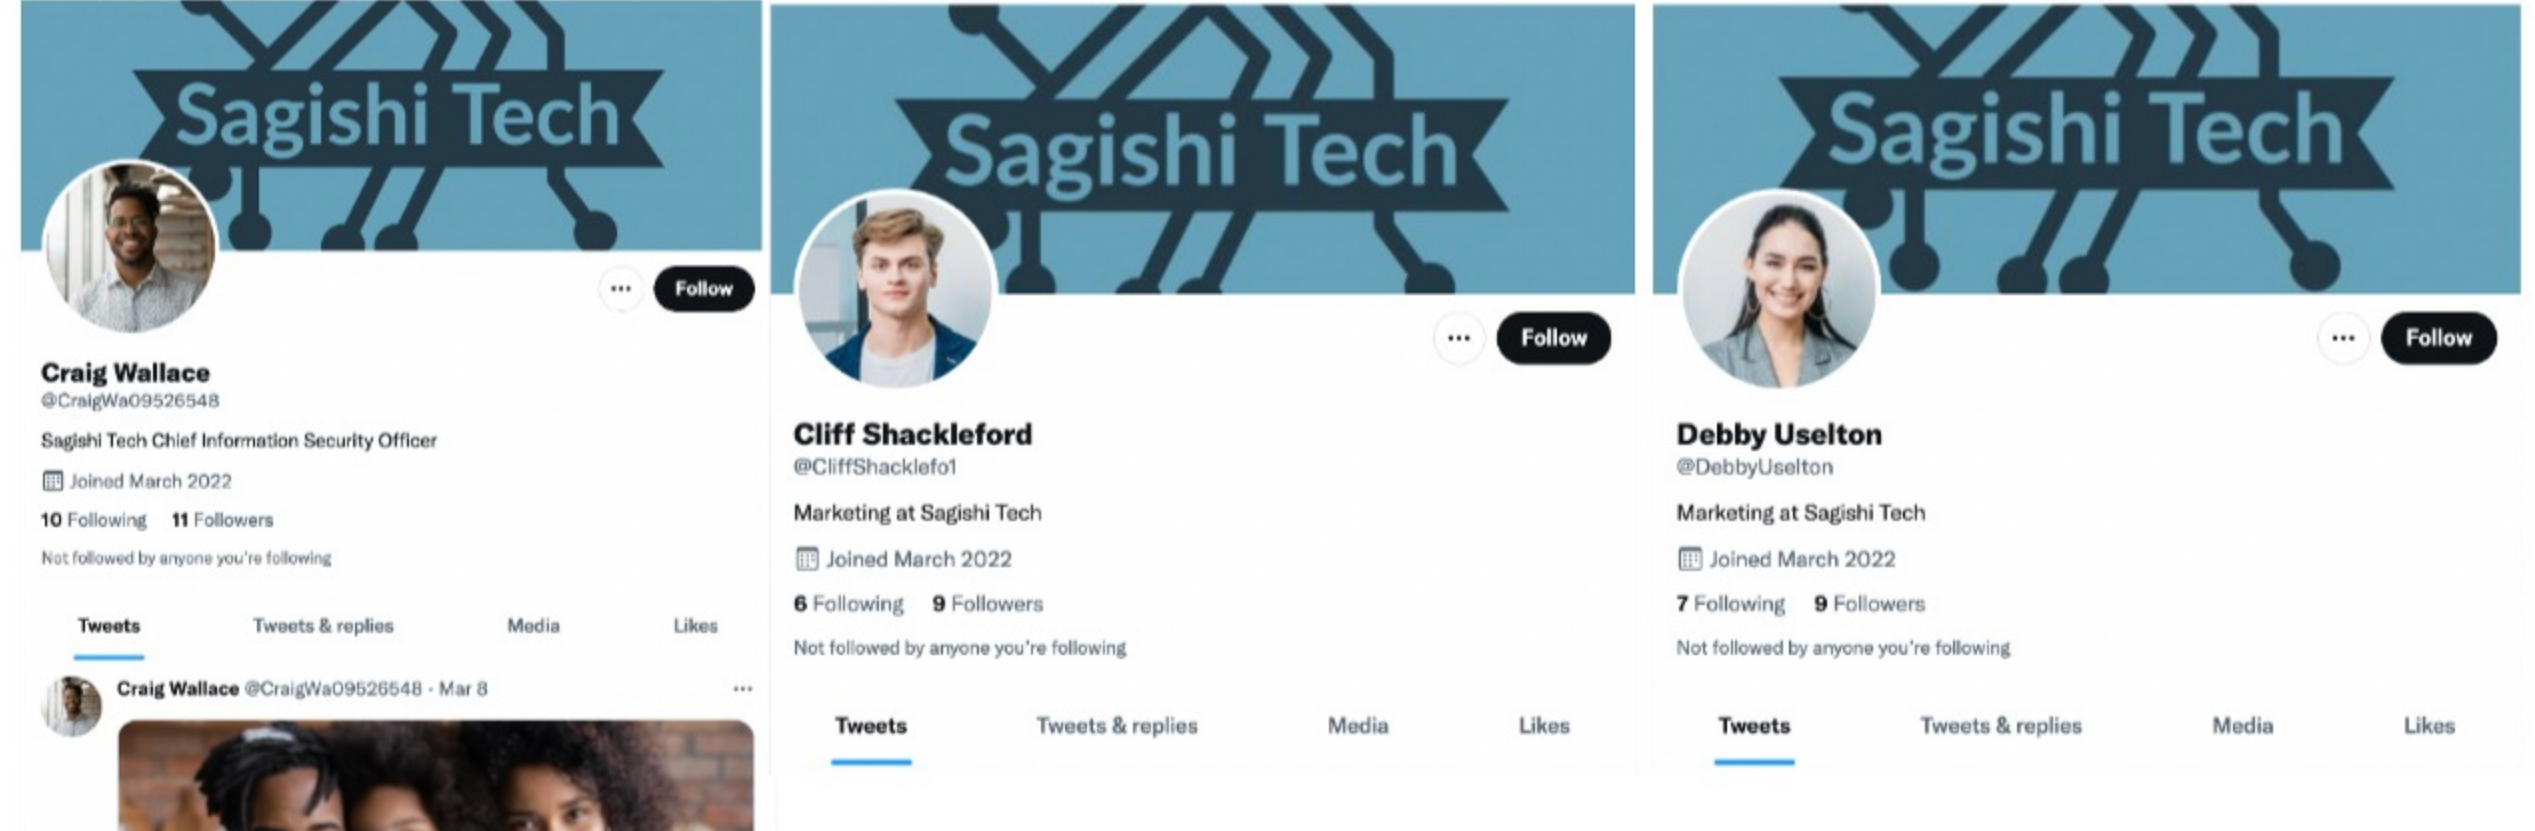 Sagishi Tech
Follow
Craig Wallace
@CraigWa09526548
Sagishi Tech Chief Information Security Officer
Joined March 2022
10 Following 11 Followers
Not followed by anyone you're following
Tweets Tweets & replies Media Likes
Craig Wallace @CraigWa09526548 · Mar 8
Sagishi Tech
Follow
Cliff Shackleford
@CliffShacklefo1
Marketing at Sagishi Tech
Joined March 2022
6 Following 9 Followers
Not followed by anyone you're following
Tweets Tweets & replies Media Likes
Sagishi Tech
Follow
Debby Uselton
@DebbyUselton
Marketing at Sagishi Tech
Joined March 2022
7 Following 9 Followers
Not followed by anyone you're following
Tweets Tweets & replies Media Likes